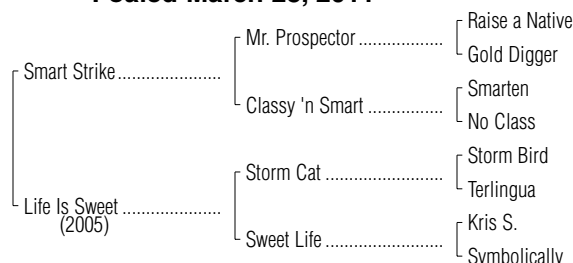 Foaled March 2011
Raise a Native
Mr. Prospector ..................
Gold Digger
Smart Strike......................
Smarten
Classy 'n Smart ................
No Class
Storm Bird
Storm Cat .........................
Terlingua
Life Is Sweet .....................
(2005)
Kris S.
Sweet Life ........................
Symbolically